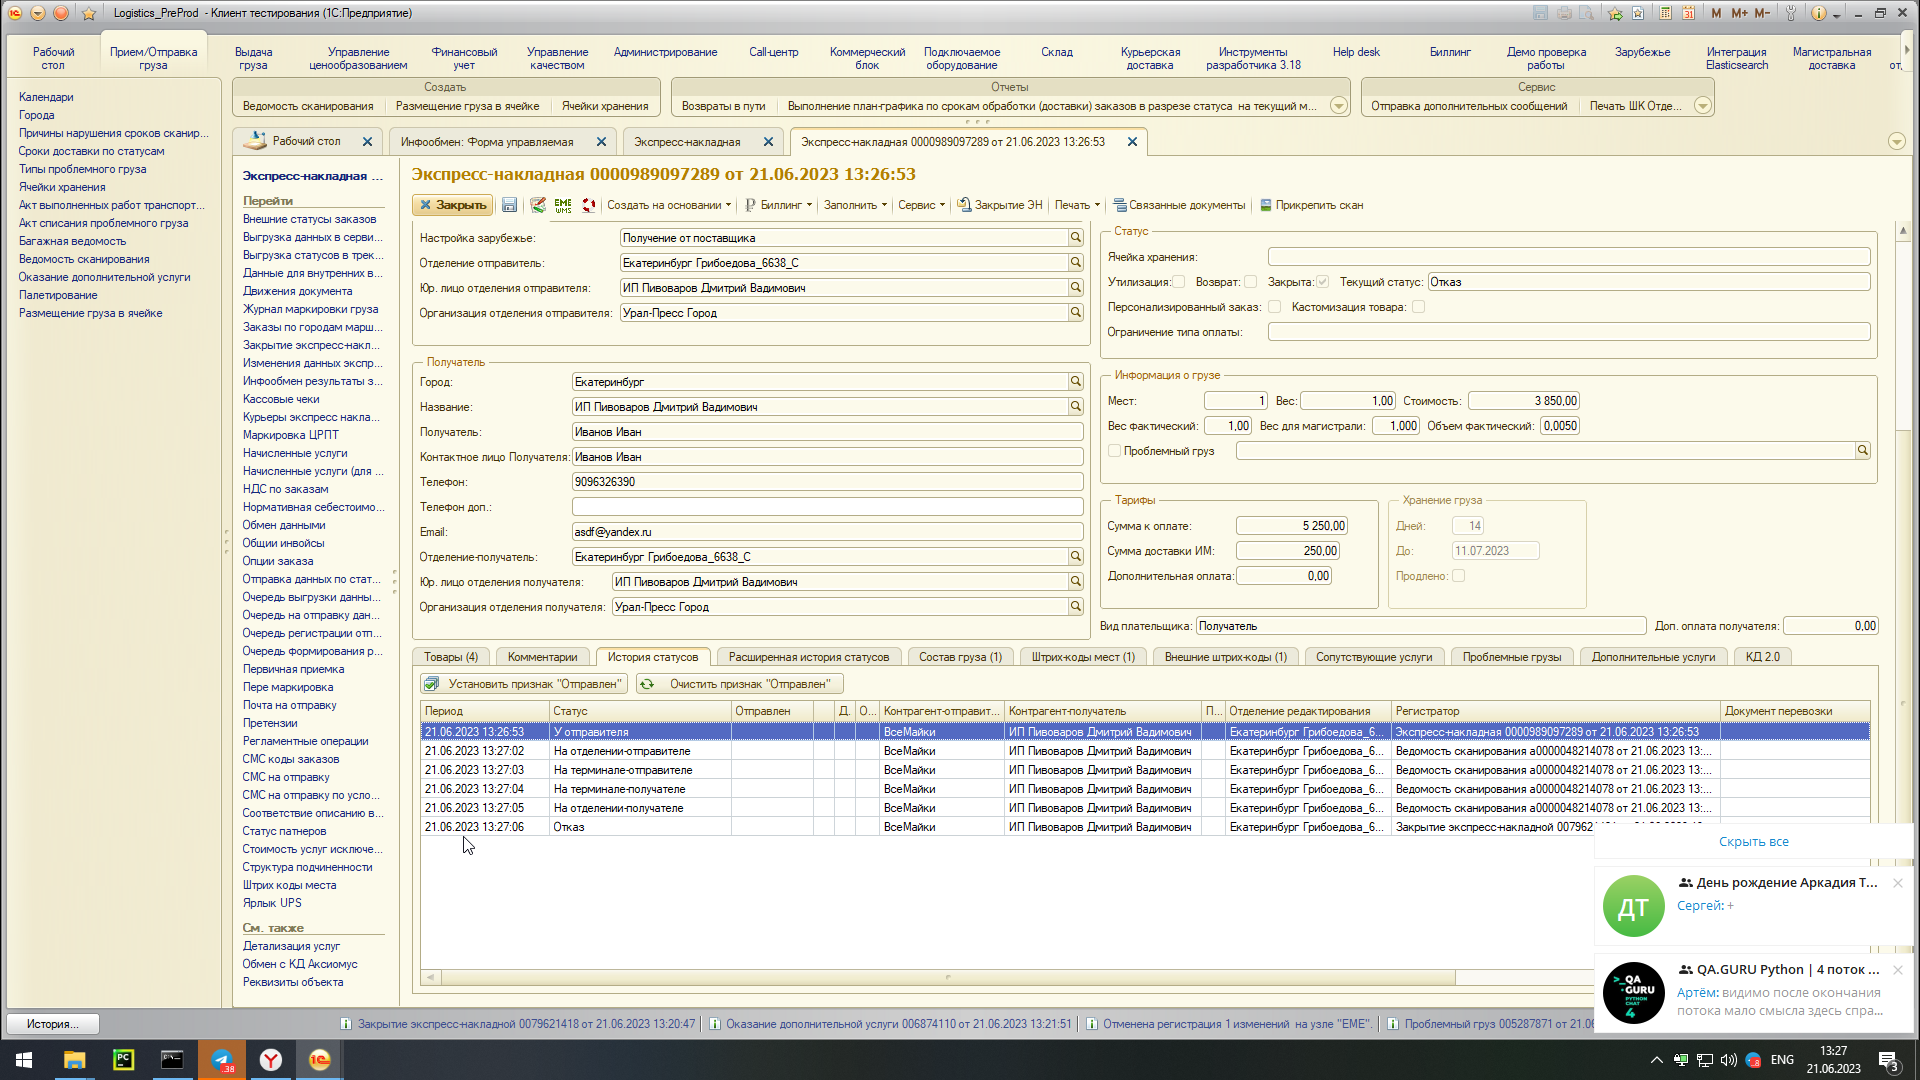 Logistics_PreProd - Клиент тестирования (1С:Предприятие)
M M+ M-
Рабочий стол
Прием/Отправка груза
Выдача груза
Управление ценообразованием
Финансовый учет
Управление качеством
Администрирование
Call-центр
Коммерческий блок
Подключаемое оборудование
Склад
Курьерская доставка
Инструменты разработчика 3.18
Help desk
Биллинг
Демо проверка работы
Зарубежье
Интеграция Elasticsearch
Магистральная доставка
Создать
Ведомость сканирования
Размещение груза в ячейке
Ячейки хранения
Отчеты
Возвраты в пути
Выполнение план-графика по срокам обработки (доставки) заказов в разрезе статуса на текущий м...
Сервис
Отправка дополнительных сообщений
Печать ШК Отде...
Календари
Города
Причины нарушения сроков сканир...
Сроки доставки по статусам
Типы проблемного груза
Ячейки хранения
Акт выполненных работ транспорт...
Акт списания проблемного груза
Багажная ведомость
Ведомость сканирования
Оказание дополнительной услуги
Палетирование
Размещение груза в ячейке
Рабочий стол
Инфообмен: Форма управляемая
Экспресс-накладная
Экспресс-накладная 0000989097289 от 21.06.2023 13:26:53
Экспресс-накладная ...
Перейти
Внешние статусы заказов
Выгрузка данных в серви...
Выгрузка статусов в трек...
Данные для внутренних в...
Движения документа
Журнал маркировки груза
Заказы по городам марш...
Закрытие экспресс-накл...
Изменения данных экспр...
Инфообмен результаты з...
Кассовые чеки
Курьеры экспресс накла...
Маркировка ЦРПТ
Начисленные услуги
Начисленные услуги (для ...
НДС по заказам
Нормативная себестоимо...
Обмен данными
Общии инвойсы
Опции заказа
Отправка данных по стат...
Очередь выгрузки данны...
Очередь на отправку дан...
Очередь регистрации отп...
Очередь формирования р...
Первичная приемка
Пере маркировка
Почта на отправку
Претензии
Регламентные операции
СМС коды заказов
СМС на отправку
СМС на отправку по усло...
Соответствие описанию в...
Статус патнеров
Стоимость услуг исключе...
Структура подчиненности
Штрих коды места
Ярлык UPS
См. также
Детализация услуг
Обмен с КД Аксиомус
Реквизиты объекта
Экспресс-накладная 0000989097289 от 21.06.2023 13:26:53
Закрыть
EME WMS
Создать на основании
Биллинг
Заполнить
Сервис
Закрытие ЭН
Печать
Связанные документы
Прикрепить скан
Настройка зарубежье: Получение от поставщика
Отделение отправитель: Екатеринбург Грибоедова_6638_С
Юр. лицо отделения отправителя: ИП Пивоваров Дмитрий Вадимович
Организация отделения отправителя: Урал-Пресс Город
Получатель
Город: Екатеринбург
Название: ИП Пивоваров Дмитрий Вадимович
Получатель: Иванов Иван
Контактное лицо Получателя: Иванов Иван
Телефон: 9096326390
Телефон доп.:
Email: asdf@yandex.ru
Отделение-получатель: Екатеринбург Грибоедова_6638_С
Юр. лицо отделения получателя: ИП Пивоваров Дмитрий Вадимович
Организация отделения получателя: Урал-Пресс Город
Статус
Ячейка хранения:
Утилизация: Возврат: Закрыта: Текущий статус: Отказ
Персонализированный заказ: Кастомизация товара:
Ограничение типа оплаты:
Информация о грузе
Мест: 1 Вес: 1,00 Стоимость: 3 850,00
Вес фактический: 1,00 Вес для магистрали: 1,000 Объем фактический: 0,0050
Проблемный груз
Тарифы
Сумма к оплате: 5 250,00
Сумма доставки ИМ: 250,00
Дополнительная оплата: 0,00
Хранение груза
Дней: 14
До: 11.07.2023
Продлено:
Вид плательщика: Получатель Доп. оплата получателя: 0,00
Товары (4)
Комментарии
История статусов
Расширенная история статусов
Состав груза (1)
Штрих-коды мест (1)
Внешние штрих-коды (1)
Сопутствующие услуги
Проблемные грузы
Дополнительные услуги
КД 2.0
Установить признак "Отправлен"
Очистить признак "Отправлен"
Период Статус Отправлен Д. О... Контрагент-отправит... Контрагент-получатель П... Отделение редактирования Регистратор Документ перевозки
21.06.2023 13:26:53 У отправителя ВсеМайки ИП Пивоваров Дмитрий Вадимович Екатеринбург Грибоедова_6... Экспресс-накладная 0000989097289 от 21.06.2023 13:26:53
21.06.2023 13:27:02 На отделении-отправителе ВсеМайки ИП Пивоваров Дмитрий Вадимович Екатеринбург Грибоедова_6... Ведомость сканирования а0000048214078 от 21.06.2023 13:...
21.06.2023 13:27:03 На терминале-отправителе ВсеМайки ИП Пивоваров Дмитрий Вадимович Екатеринбург Грибоедова_6... Ведомость сканирования а0000048214078 от 21.06.2023 13:...
21.06.2023 13:27:04 На терминале-получателе ВсеМайки ИП Пивоваров Дмитрий Вадимович Екатеринбург Грибоедова_6... Ведомость сканирования а0000048214078 от 21.06.2023 13:...
21.06.2023 13:27:05 На отделении-получателе ВсеМайки ИП Пивоваров Дмитрий Вадимович Екатеринбург Грибоедова_6... Ведомость сканирования а0000048214078 от 21.06.2023 13:...
21.06.2023 13:27:06 Отказ ВсеМайки ИП Пивоваров Дмитрий Вадимович Екатеринбург Грибоедова_6... Закрытие экспресс-накладной
Скрыть все
ДТ
День рождение Аркадия Т...
Сергей: +
QA GURU PYTHON CHAT 4
QA.GURU Python | 4 поток ...
Артём: видимо после окончания
потока мало смысла здесь спра...
История...
Закрытие экспресс-накладной 0079621418 от 21.06.2023 13:20:47
Оказание дополнительной услуги 006874110 от 21.06.2023 13:21:51
Отменена регистрация 1 изменений на узле "EME".
Проблемный груз 005287871 от 21.06
PC
38
ENG
13:27
21.06.2023
3